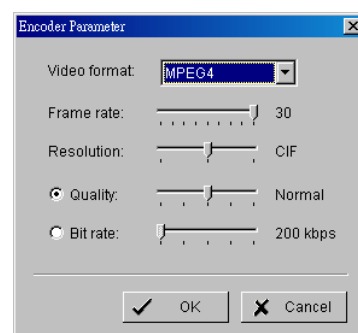 Encoder Parameter
Video format: MPEG4
Frame rate: 30
Resolution: CIF
Quality: Normal
Bit rate: 200 kbps
OK Cancel